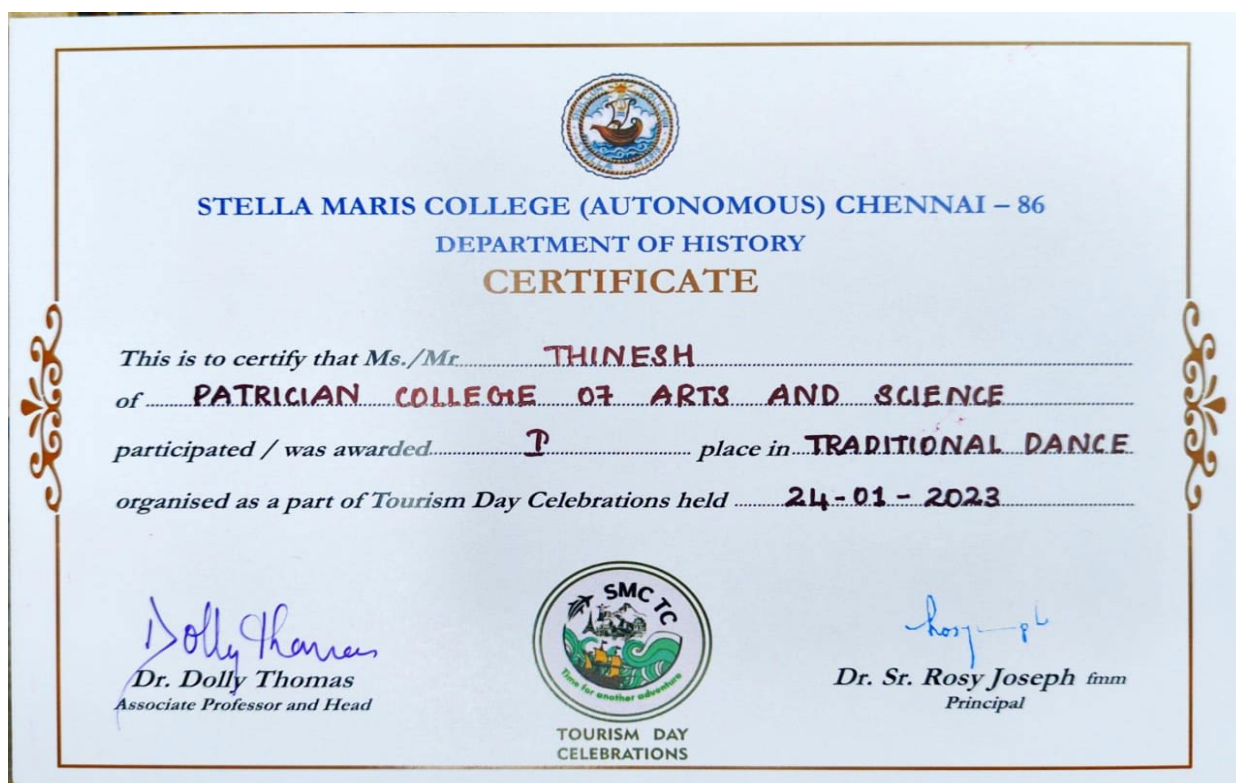 STELLA MARIS COLLEGE (AUTONOMOUS) CHENNAI – 86
DEPARTMENT OF HISTORY
CERTIFICATE
This is to certify that Ms./Mr. THINESH
of PATRICIAN COLLEGE OF ARTS AND SCIENCE
participated / was awarded I place in TRADITIONAL DANCE
organised as a part of Tourism Day Celebrations held 24-01-2023
Dolly Thomas
Dr. Dolly Thomas
Associate Professor and Head
SMC TC
Time for another adventure
TOURISM DAY
CELEBRATIONS
Dr. Sr. Rosy Joseph fmm
Principal